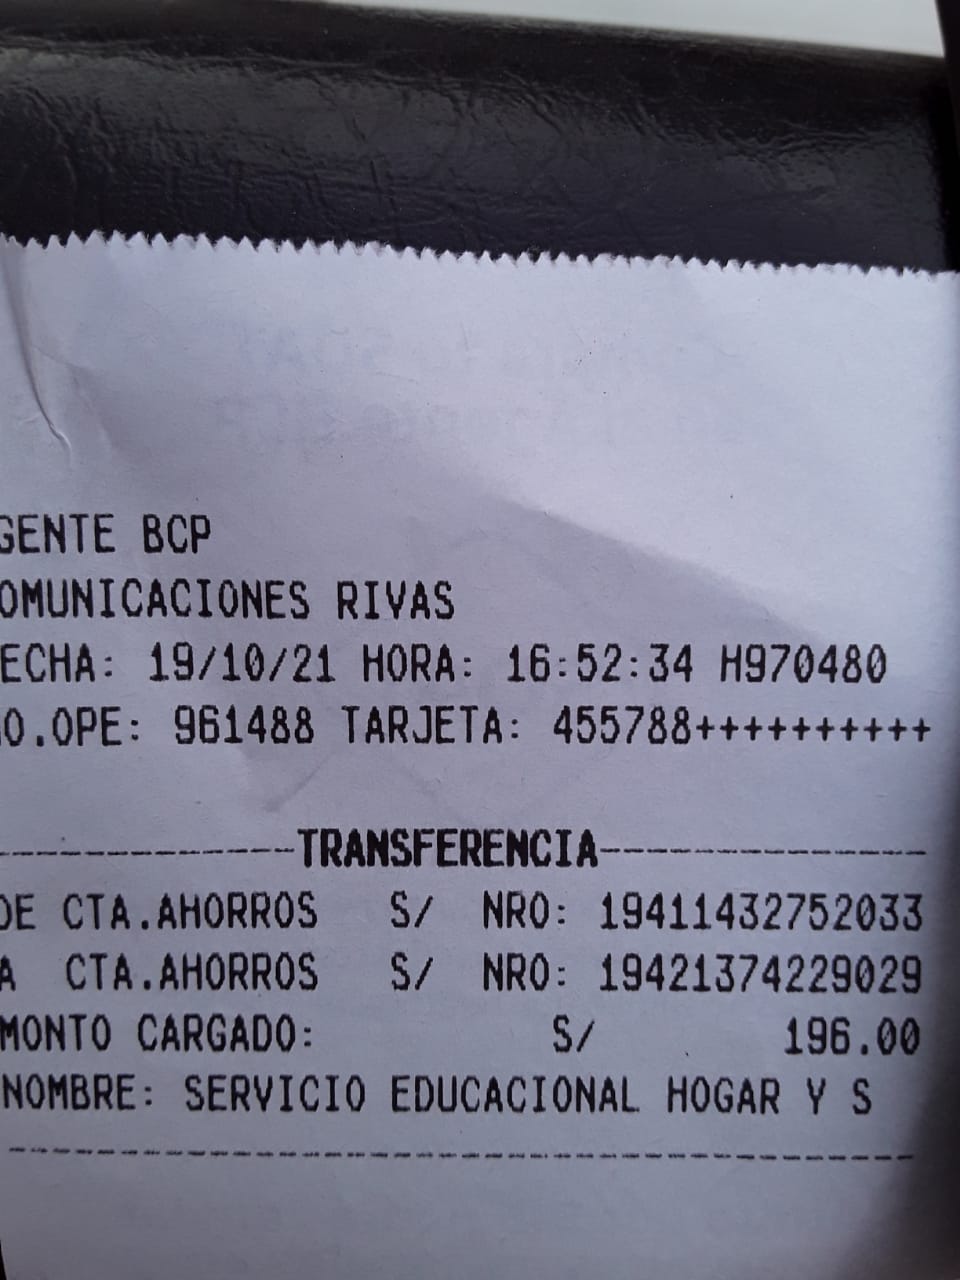 GENTE BCP
OMUNICACIONES RIVAS
ECHA: 19/10/21 HORA: 16:52:34 H970480
O.OPE: 961488 TARJETA: 455788++++++++++
TRANSFERENCIA
DE CTA.AHORROS S/ NRO: 19411432752033
A CTA.AHORROS S/ NRO: 19421374229029
MONTO CARGADO: S/ 196.00
NOMBRE: SERVICIO EDUCACIONAL HOGAR Y S